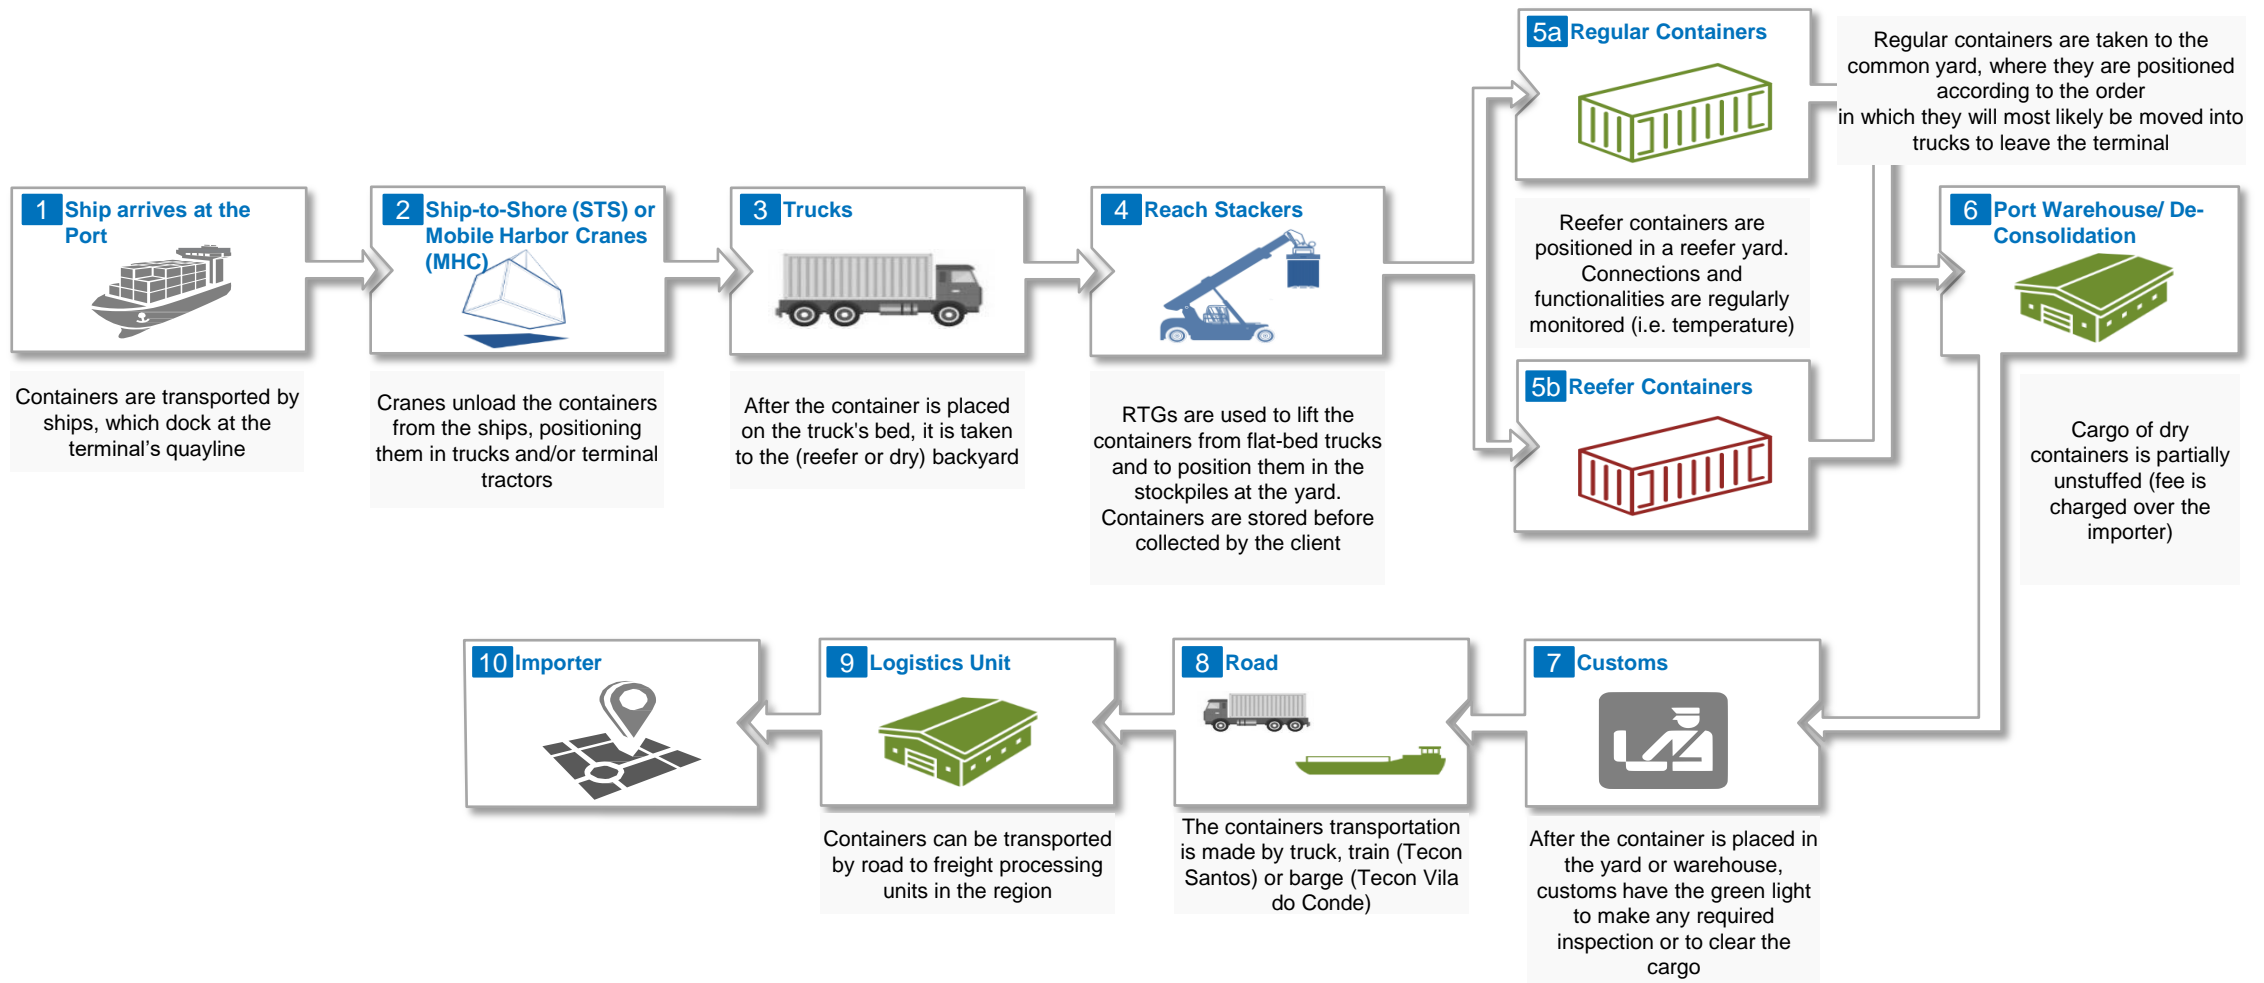 1 Ship arrives at the
Port
Containers are transported by
ships, which dock at the
terminal's quayline
2 Ship-to-Shore (STS) or
Mobile Harbor Cranes
(MHC)
Cranes unload the containers
from the ships, positioning
them in trucks and/or terminal
tractors
3 Trucks
After the container is placed
on the truck's bed, it is taken
to the (reefer or dry) backyard
4 Reach Stackers
RTGs are used to lift the
containers from flat-bed trucks
and to position them in the
stockpiles at the yard.
Containers are stored before
collected by the client
5a Regular Containers
Regular containers are taken to the
common yard, where they are positioned
according to the order
in which they will most likely be moved into
trucks to leave the terminal
Reefer containers are
positioned in a reefer yard.
Connections and
functionalities are regularly
monitored (i.e. temperature)
5b Reefer Containers
6 Port Warehouse/ De-
Consolidation
Cargo of dry
containers is partially
unstuffed (fee is
charged over the
importer)
7 Customs
After the container is placed in
the yard or warehouse,
customs have the green light
to make any required
inspection or to clear the
cargo
8 Road
The containers transportation
is made by truck, train (Tecon
Santos) or barge (Tecon Vila
do Conde)
9 Logistics Unit
Containers can be transported
by road to freight processing
units in the region
10 Importer